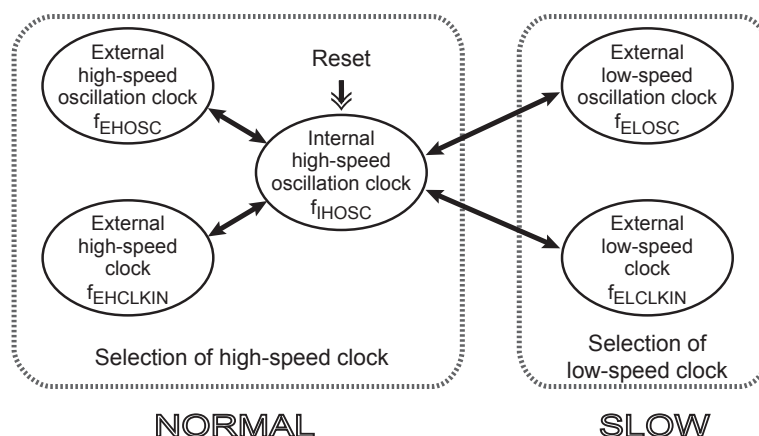 External
high-speed
oscillation clock
fEHOSC
Reset
Internal
high-speed
oscillation clock
fIHOSC
External
high-speed
clock
fEHCLKIN
Selection of high-speed clock
NORMAL
External
low-speed
oscillation clock
fELOSC
External
low-speed
clock
fELCLKIN
Selection of
low-speed clock
SLOW